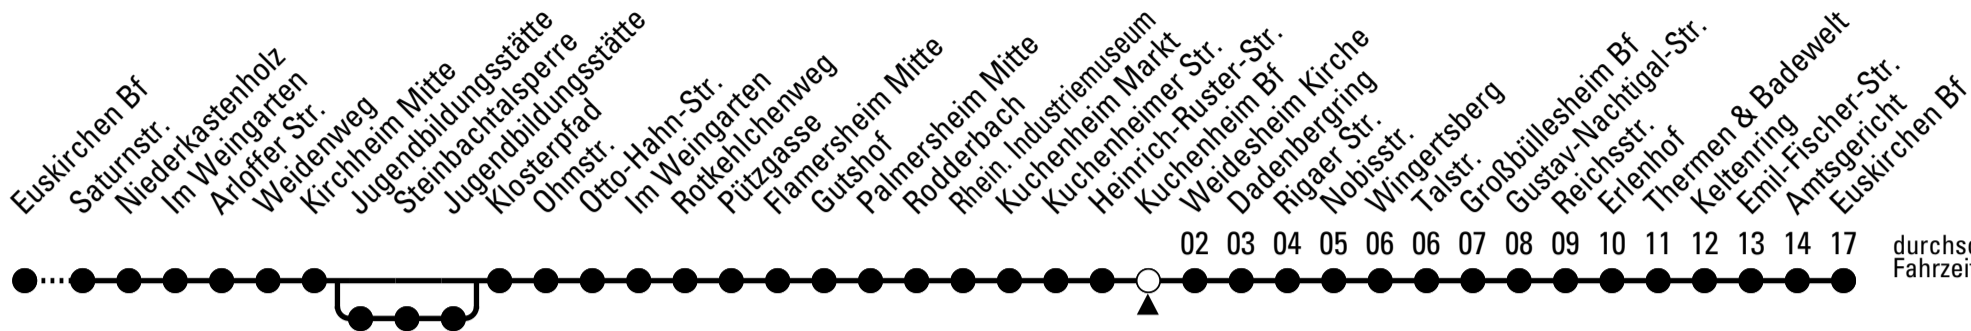 Euskirchen Bf
Saturnstr.
Niederkastenholz
Im Weingarten
Arloffer Str.
Weidenweg
Kirchheim Mitte
Jugendbildungsstätte
Steinbachtalsperre
Jugendbildungsstätte
Klosterpfad
Ohmstr.
Otto-Hahn-Str.
Im Weingarten
Rotkehlchenweg
Pützgasse
Flamersheim Mitte
Gutshof
Palmersheim Mitte
Rodderbach
Rhein. Industriemuseum
Kuchenheim Markt
Kuchenheimer Str.
Heinrich-Ruster-Str.
Kuchenheim Bf
Weidesheim Kirche
Dadenbergring
Rigaer Str.
Nobisstr.
Wingertsberg
Talstr.
Großbüllesheim Bf
Gustav-Nachtigal-Str.
Reichsstr.
Erlenhof
Thermen & Badewelt
Keltenring
Emil-Fischer-Str.
Amtsgericht
Euskirchen Bf
02 03 04 05 06 06 07 08 09 10 11 12 13 14 17